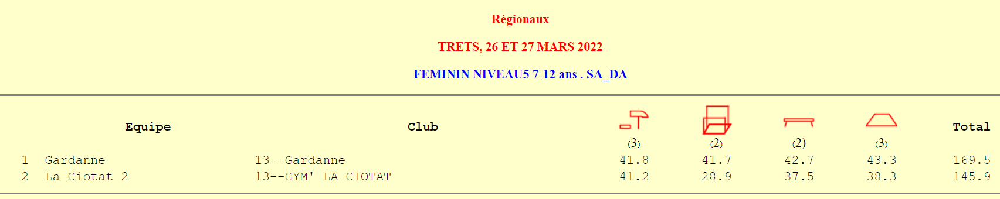 Régionaux
TRETS, 26 ET 27 MARS 2022
FEMININ NIVEAU5 7-12 ans . SA_DA
Equipe Club Total
(3) (2) (2) (3)
1 Gardanne 13--Gardanne 41.8 41.7 42.7 43.3 169.5
2 La Ciotat 2 13--GYM' LA CIOTAT 41.2 28.9 37.5 38.3 145.9